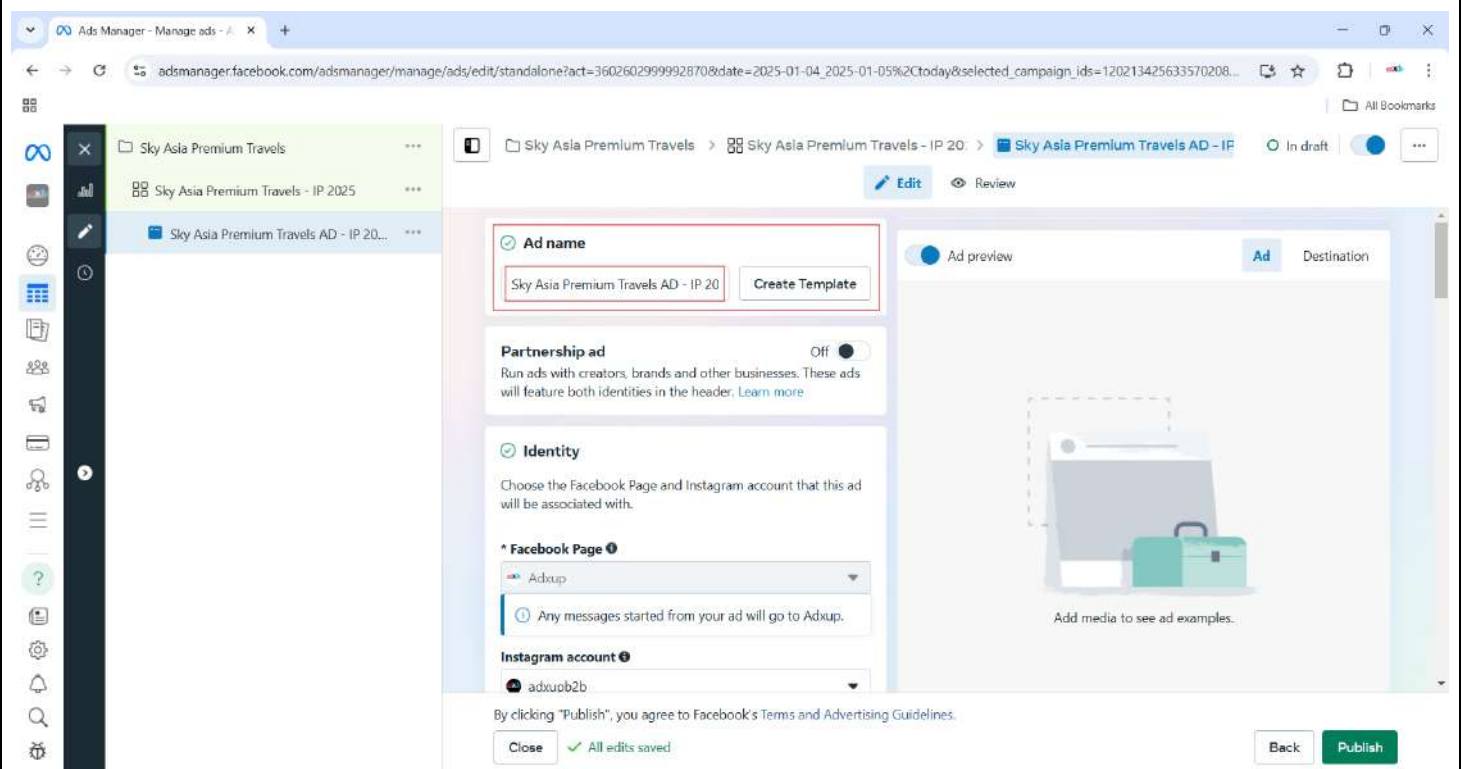 Ads Manager - Manage ads - A
adsmanager.facebook.com/adsmanager/manage/ads/edit/standalone?act=3602602999992870&date=2025-01-04_2025-01-05%2Ctoday&selected_campaign_ids=120213425633570208...
All Bookmarks
Sky Asia Premium Travels
Sky Asia Premium Travels - IP 2025
Sky Asia Premium Travels AD - IP 20...
Sky Asia Premium Travels > Sky Asia Premium Travels - IP 20 > Sky Asia Premium Travels AD - IP
In draft
Edit
Review
Ad name
Sky Asia Premium Travels AD - IP 20
Create Template
Partnership ad
Off
Run ads with creators, brands and other businesses. These ads
will feature both identities in the header. Learn more
Identity
Choose the Facebook Page and Instagram account that this ad
will be associated with.
* Facebook Page
Adxup
Any messages started from your ad will go to Adxup.
Instagram account
adxupb2b
Ad preview
Ad
Destination
Add media to see ad examples.
By clicking "Publish", you agree to Facebook's Terms and Advertising Guidelines.
Close
All edits saved
Back
Publish